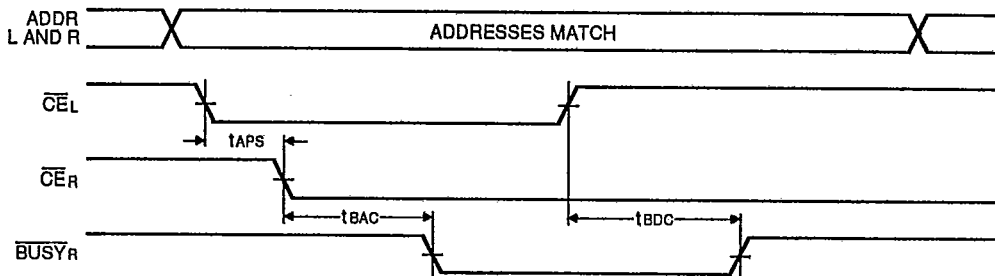 ADDR
L AND R
ADDRESSES MATCH
CEL
tAPS
CER
tBAC
tBDC
BUSYR